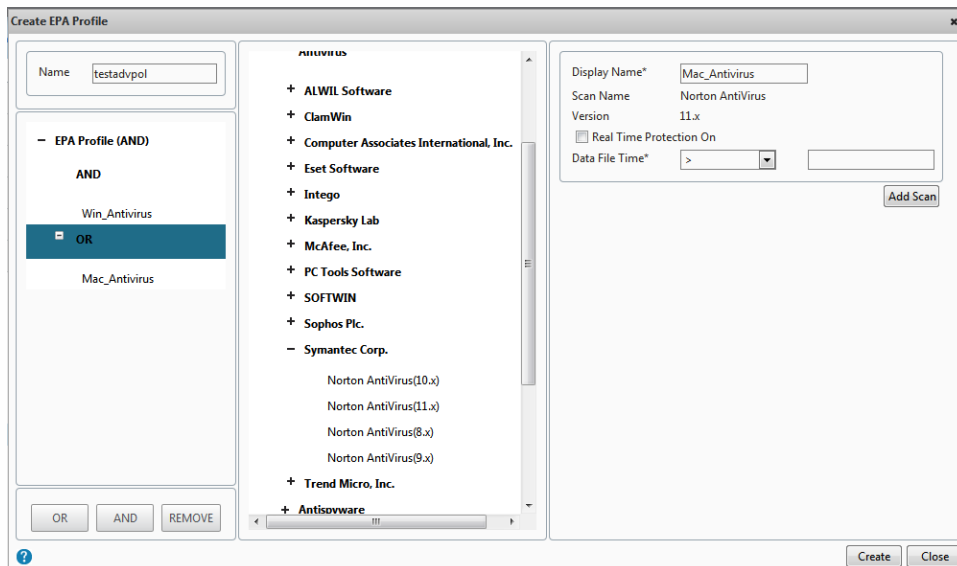 Create EPA Profile
Name testadvpol
EPA Profile (AND)
AND
Win_Antivirus
OR
Mac_Antivirus
OR AND REMOVE
Antivirus
ALWIL Software
ClamWin
Computer Associates International, Inc.
Eset Software
Intego
Kaspersky Lab
McAfee, Inc.
PC Tools Software
SOFTWIN
Sophos Plc.
Symantec Corp.
Norton AntiVirus(10.x)
Norton AntiVirus(11.x)
Norton AntiVirus(8.x)
Norton AntiVirus(9.x)
Trend Micro, Inc.
Antispyware
Display Name* Mac_Antivirus
Scan Name Norton AntiVirus
Version 11.x
Real Time Protection On
Data File Time* >
Add Scan
Create Close